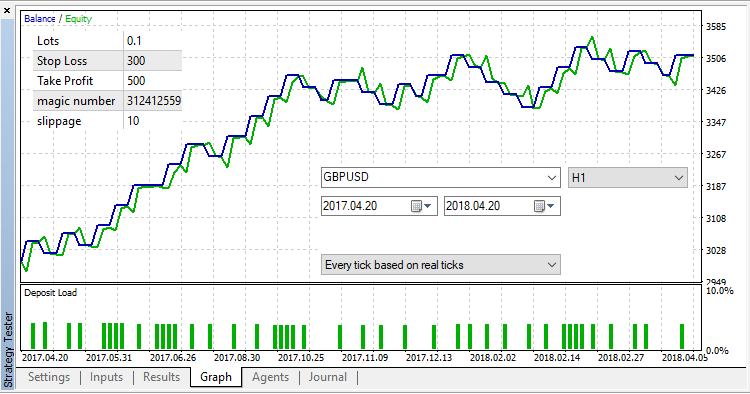 Balance / Equity
Lots 0.1
Stop Loss 300
Take Profit 500
magic number 312412559
slippage 10
3585
3506
3426
3347
3267
3187
3108
3028
2949
GBPUSD H1
2017.04.20 2018.04.20
Every tick based on real ticks
Deposit Load
10.0%
0.0%
2017.04.20 2017.05.31 2017.06.26 2017.08.30 2017.10.25 2017.11.09 2017.12.13 2018.02.02 2018.02.14 2018.02.27 2018.04.05
Strategy Tester
Settings Inputs Results Graph Agents Journal